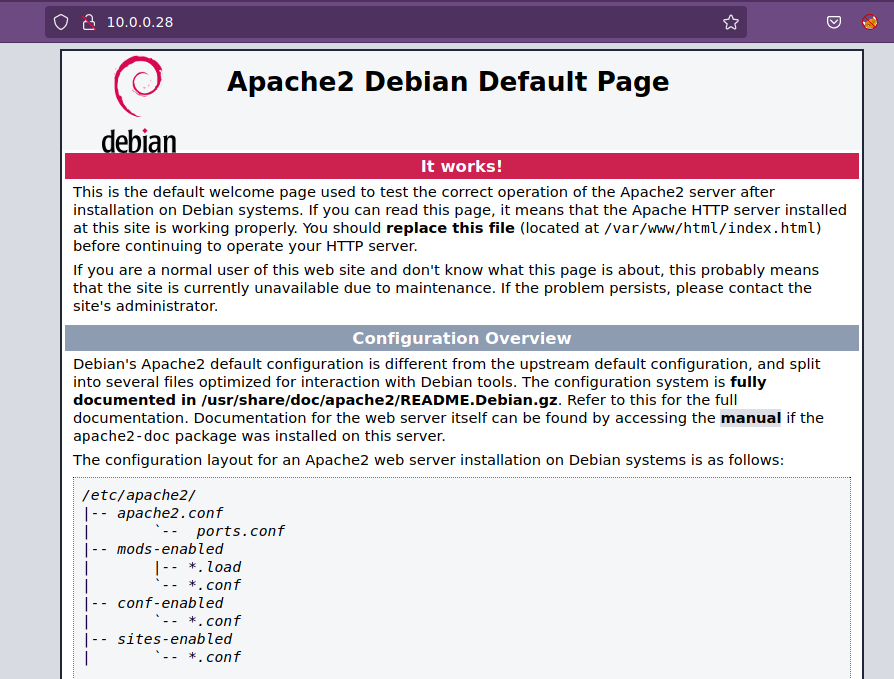 10.0.0.28
Apache2 Debian Default Page
debian
It works!
This is the default welcome page used to test the correct operation of the Apache2 server after
installation on Debian systems. If you can read this page, it means that the Apache HTTP server installed
at this site is working properly. You should replace this file (located at /var/www/html/index.html)
before continuing to operate your HTTP server.
If you are a normal user of this web site and don't know what this page is about, this probably means
that the site is currently unavailable due to maintenance. If the problem persists, please contact the
site's administrator.
Configuration Overview
Debian's Apache2 default configuration is different from the upstream default configuration, and split
into several files optimized for interaction with Debian tools. The configuration system is fully
documented in /usr/share/doc/apache2/README.Debian.gz. Refer to this for the full
documentation. Documentation for the web server itself can be found by accessing the manual if the
apache2-doc package was installed on this server.
The configuration layout for an Apache2 web server installation on Debian systems is as follows:
/etc/apache2/
|-- apache2.conf
|       `--  ports.conf
|-- mods-enabled
|       |-- *.load
|       `-- *.conf
|-- conf-enabled
|       `-- *.conf
|-- sites-enabled
|       `-- *.conf